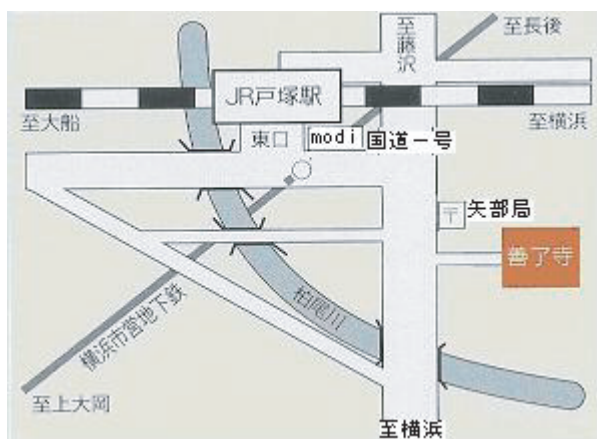 至藤沢
至長後
JR戸塚駅
至大船
至横浜
東口
modi
国道一号
〒
矢部局
善了寺
柏尾川
横浜市営地下鉄
至上大岡
至横浜